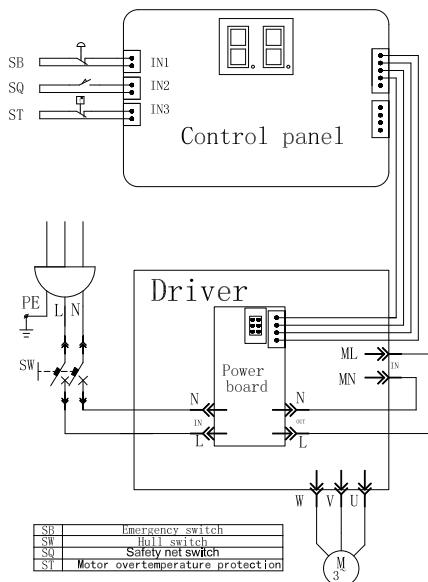 SB
IN1
SQ
IN2
ST
IN3
Control panel
PE
L
N
Driver
SW
Power
board
ML
IN
MN
N
N
IN
OUT
L
L
W
V
U
M
3
SB Emergency switch
SW Hull switch
SQ Safety net switch
ST Motor overtemperature protection